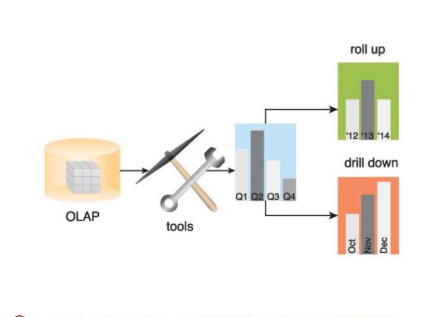 roll up
'12 '13 '14
drill down
Q1 Q2 Q3 Q4
OLAP
tools
Oct
Nov
Dec